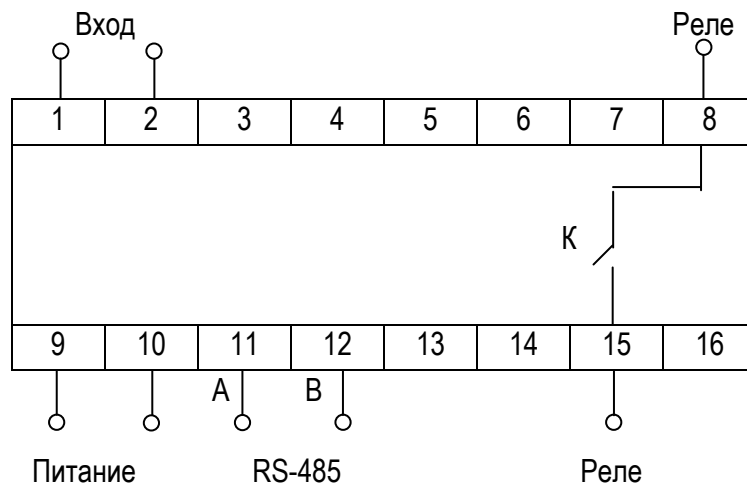 Вход Реле
1 2 3 4 5 6 7 8
К
9 10 11 12 13 14 15 16
А В
Питание RS-485 Реле